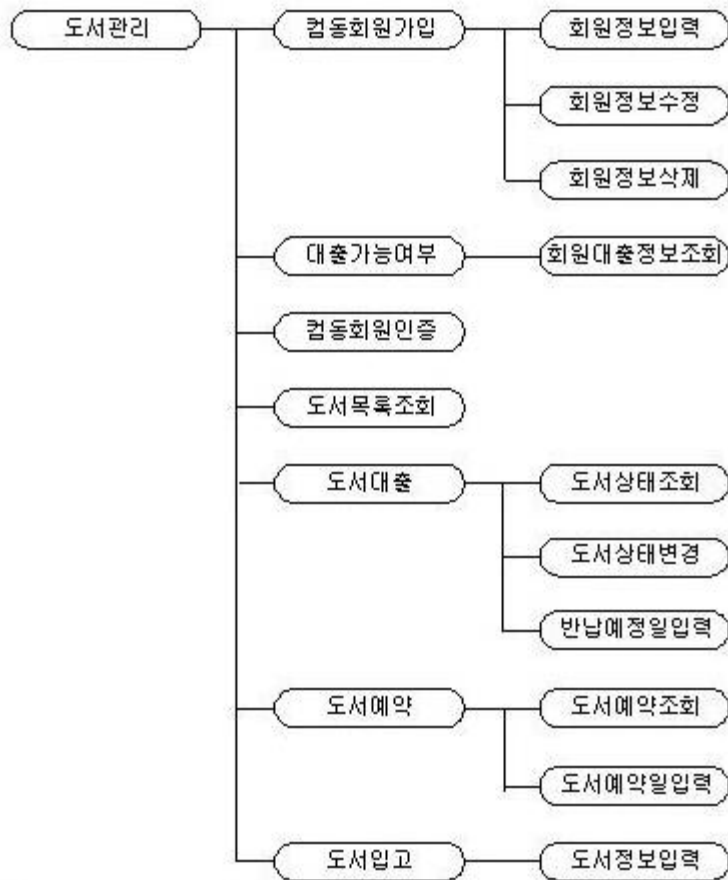 도서관리
컴동회원가입
회원정보입력
회원정보수정
회원정보삭제
대출가능여부
회원대출정보조회
컴동회원인증
도서목록조회
도서대출
도서상태조회
도서상태변경
반납예정일입력
도서예약
도서예약조회
도서예약일입력
도서입고
도서정보입력